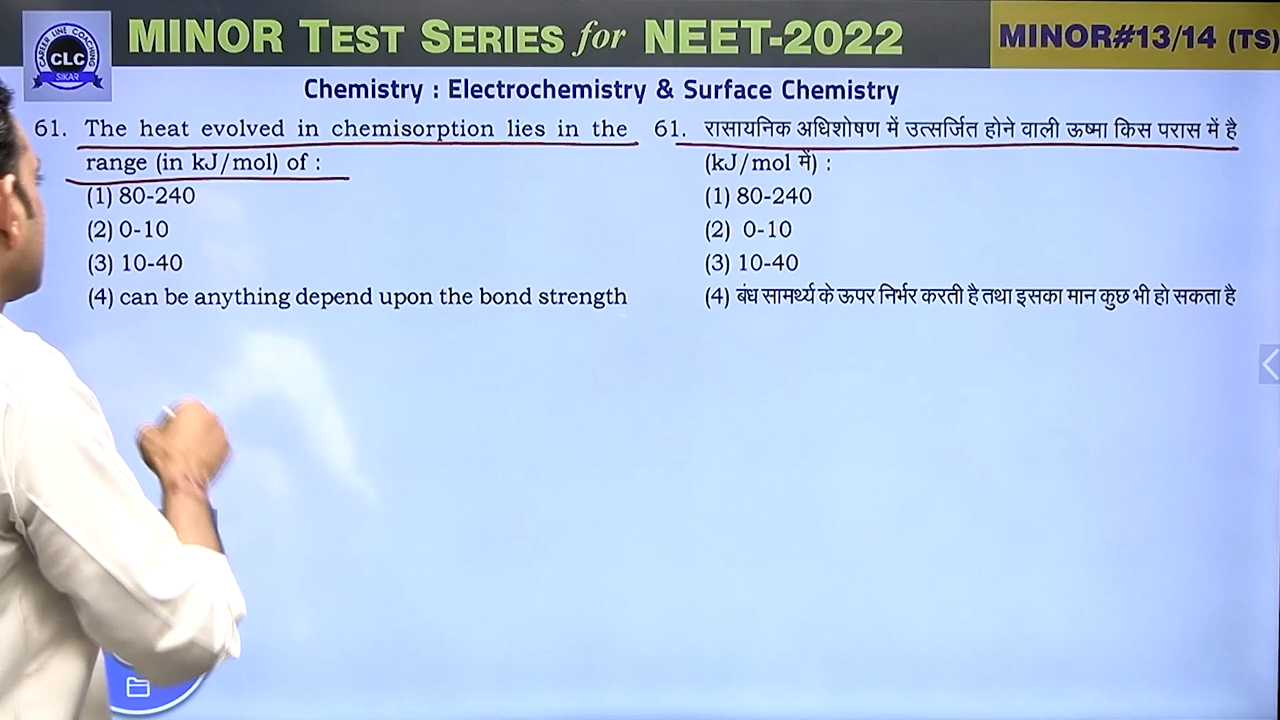 CAREER LINE COACHING
CLC
SIKAR
MINOR TEST SERIES for NEET-2022
MINOR#13/14 (TS)
Chemistry : Electrochemistry & Surface Chemistry
61. The heat evolved in chemisorption lies in the
range (in kJ/mol) of :
(1) 80-240
(2) 0-10
(3) 10-40
(4) can be anything depend upon the bond strength
61. रासायनिक अधिशोषण में उत्सर्जित होने वाली ऊष्मा किस परास में है
(kJ/mol में) :
(1) 80-240
(2) 0-10
(3) 10-40
(4) बंध सामर्थ्य के ऊपर निर्भर करती है तथा इसका मान कुछ भी हो सकता है